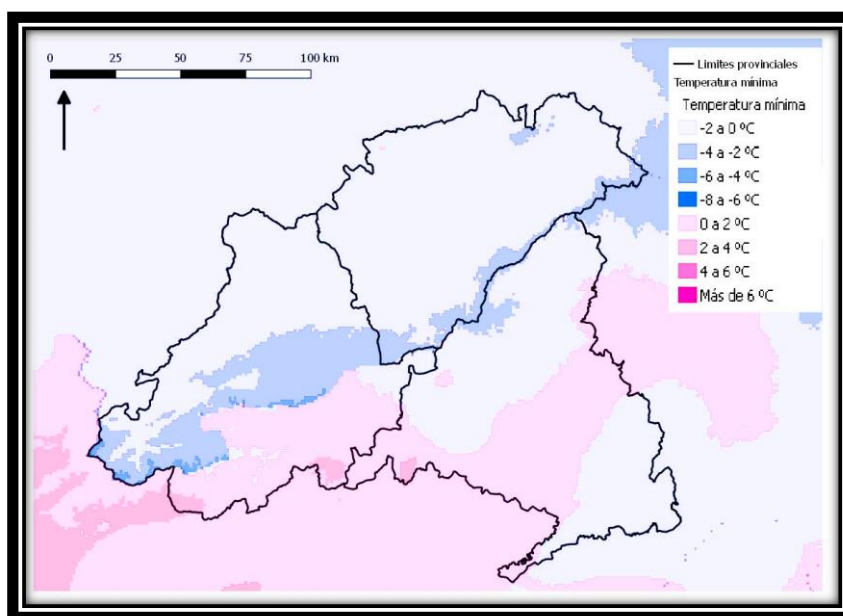 0 25 50 75 100 km
Limites provinciales
Temperatura mínima
Temperatura mínima
-2 a 0 ºC
-4 a -2 ºC
-6 a -4 ºC
-8 a -6 ºC
0 a 2 ºC
2 a 4 ºC
4 a 6 ºC
Más de 6 ºC